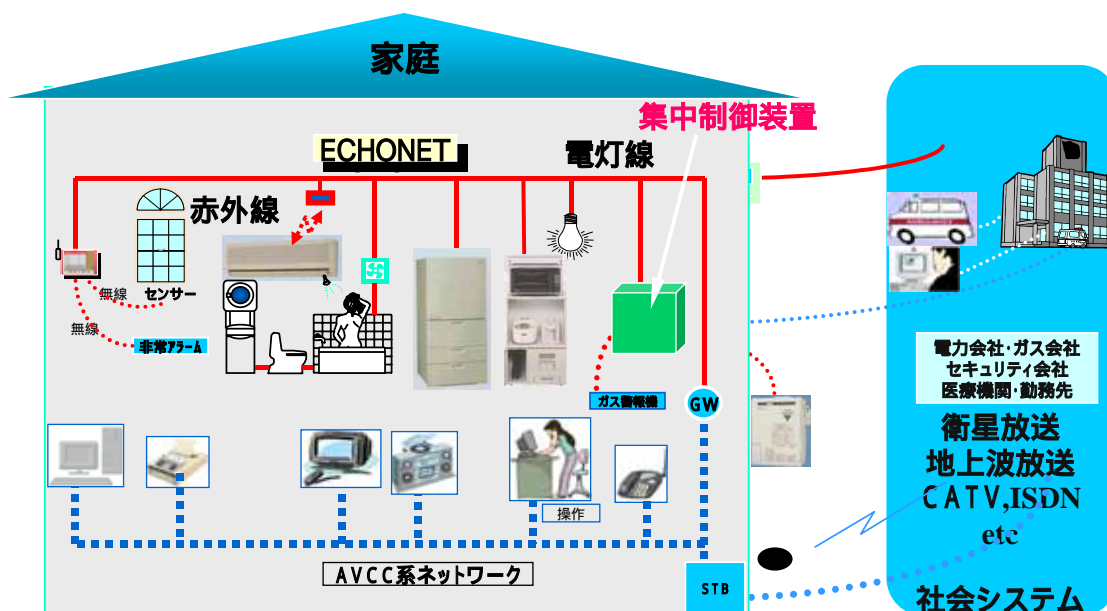 家庭
集中制御装置
ECHONET
電灯線
赤外線
無線
センサー
無線
非常アラーム
ガス警報機
GW
電力会社・ガス会社
セキュリティ会社
医療機関・勤務先
衛星放送
地上波放送
CATV,ISDN
etc
操作
AVCC系ネットワーク
STB
社会システム